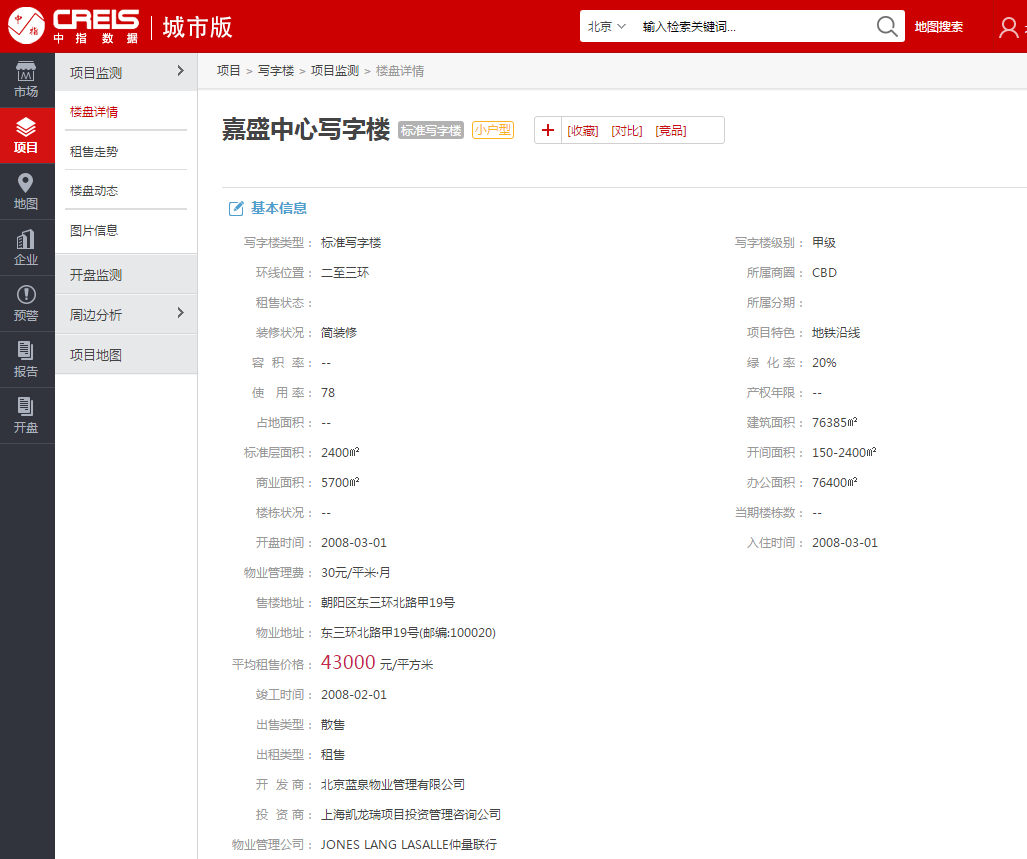 CREIS 中指数据 城市版 北京 输入检索关键词... 地图搜索
市场
项目
地图
企业
预警
报告
开盘
项目监测
楼盘详情
租售走势
楼盘动态
图片信息
开盘监测
周边分析
项目地图
项目 > 写字楼 > 项目监测 > 楼盘详情
嘉盛中心写字楼 标准写字楼 小户型 + [收藏] [对比] [竞品]
基本信息
写字楼类型： 标准写字楼 写字楼级别： 甲级
环线位置： 二至三环 所属商圈： CBD
租售状态： 所属分期：
装修状况： 简装修 项目特色： 地铁沿线
容 积 率： -- 绿 化 率： 20%
使 用 率： 78 产权年限： --
占地面积： -- 建筑面积： 76385㎡
标准层面积： 2400㎡ 开间面积： 150-2400㎡
商业面积： 5700㎡ 办公面积： 76400㎡
楼栋状况： -- 当期楼栋数： --
开盘时间： 2008-03-01 入住时间： 2008-03-01
物业管理费： 30元/平米·月
售楼地址： 朝阳区东三环北路甲19号
物业地址： 东三环北路甲19号(邮编:100020)
平均租售价格： 43000 元/平方米
竣工时间： 2008-02-01
出售类型： 散售
出租类型： 租售
开 发 商： 北京蓝泉物业管理有限公司
投 资 商： 上海凯龙瑞项目投资管理咨询公司
物业管理公司： JONES LANG LASALLE仲量联行